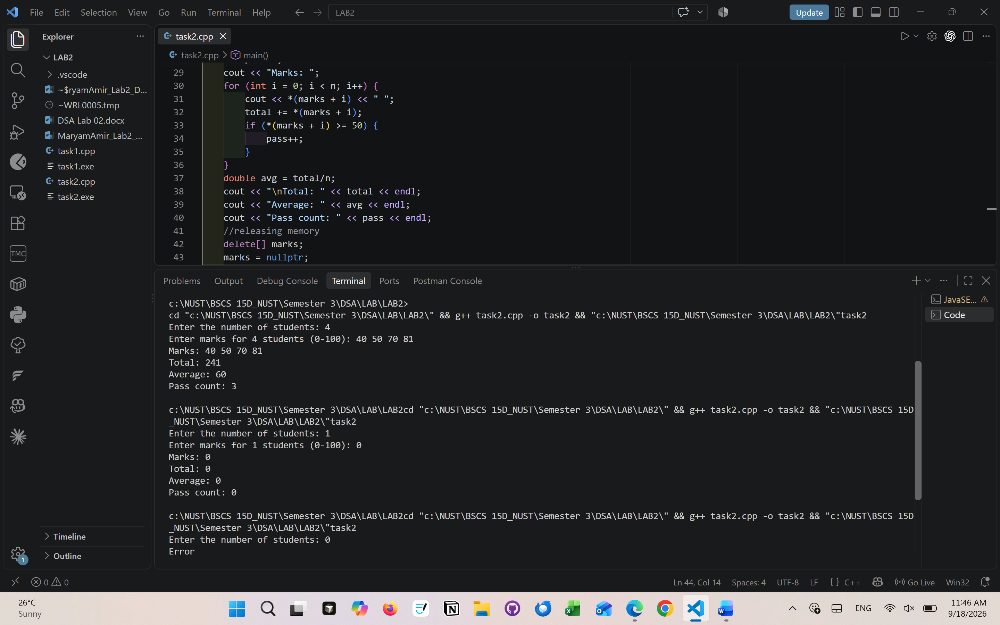 File Edit Selection View Go Run Terminal Help
LAB2
Update
Explorer
LAB2
.vscode
~$ryamAmir_Lab2_D...
~WRL0005.tmp
DSA Lab 02.docx
MaryamAmir_Lab2_...
task1.cpp
task1.exe
task2.cpp
task2.exe
Timeline
Outline
TMC
1
task2.cpp
task2.cpp > main()
29 cout << "Marks: ";
30 for (int i = 0; i < n; i++) {
31 cout << *(marks + i) << " ";
32 total += *(marks + i);
33 if (*(marks + i) >= 50) {
34 pass++;
35 }
36 }
37 double avg = total/n;
38 cout << "\nTotal: " << total << endl;
39 cout << "Average: " << avg << endl;
40 cout << "Pass count: " << pass << endl;
41 //releasing memory
42 delete[] marks;
43 marks = nullptr;
Problems Output Debug Console Terminal Ports Postman Console
JavaSE...
Code
c:\NUST\BSCS 15D_NUST\Semester 3\DSA\LAB\LAB2>
cd "c:\NUST\BSCS 15D_NUST\Semester 3\DSA\LAB\LAB2\" && g++ task2.cpp -o task2 && "c:\NUST\BSCS 15D_NUST\Semester 3\DSA\LAB\LAB2\"task2
Enter the number of students: 4
Enter marks for 4 students (0-100): 40 50 70 81
Marks: 40 50 70 81
Total: 241
Average: 60
Pass count: 3
c:\NUST\BSCS 15D_NUST\Semester 3\DSA\LAB\LAB2cd "c:\NUST\BSCS 15D_NUST\Semester 3\DSA\LAB\LAB2\" && g++ task2.cpp -o task2 && "c:\NUST\BSCS 15D
_NUST\Semester 3\DSA\LAB\LAB2\"task2
Enter the number of students: 1
Enter marks for 1 students (0-100): 0
Marks: 0
Total: 0
Average: 0
Pass count: 0
c:\NUST\BSCS 15D_NUST\Semester 3\DSA\LAB\LAB2cd "c:\NUST\BSCS 15D_NUST\Semester 3\DSA\LAB\LAB2\" && g++ task2.cpp -o task2 && "c:\NUST\BSCS 15D
_NUST\Semester 3\DSA\LAB\LAB2\"task2
Enter the number of students: 0
Error
0 0 Ln 44, Col 14 Spaces: 4 UTF-8 LF {} C++ Go Live Win32
26°C
Sunny
ENG
11:46 AM
9/18/2026